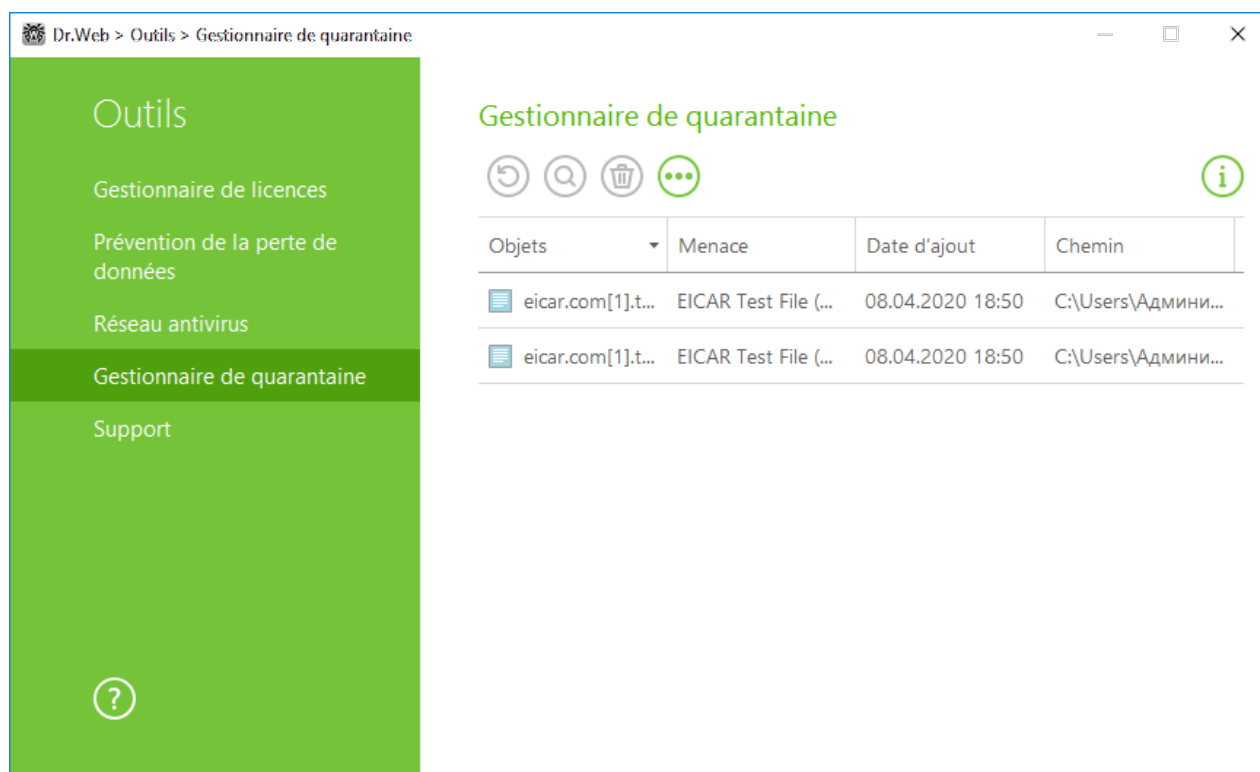 Dr.Web > Outils > Gestionnaire de quarantaine
Outils
Gestionnaire de licences
Prévention de la perte de
données
Réseau antivirus
Gestionnaire de quarantaine
Support
?
Gestionnaire de quarantaine
i
Objets Menace Date d'ajout Chemin
eicar.com[1].t... EICAR Test File (... 08.04.2020 18:50 C:\Users\Админи...
eicar.com[1].t... EICAR Test File (... 08.04.2020 18:50 C:\Users\Админи...